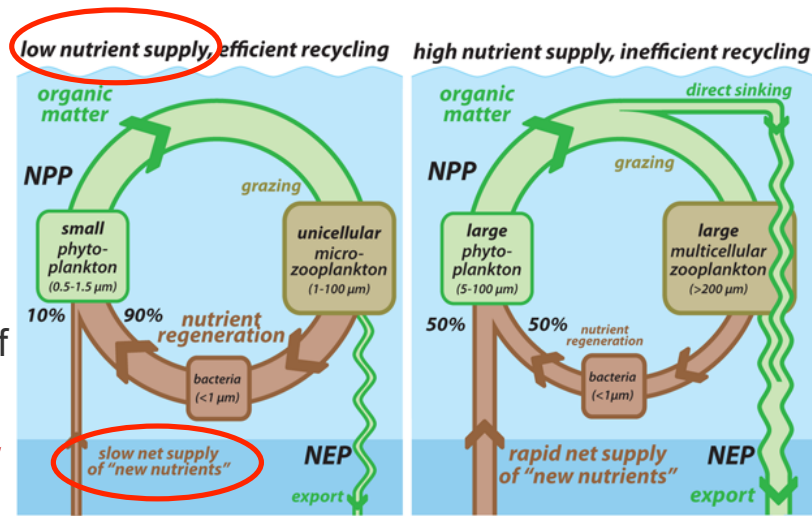 low nutrient supply, efficient recycling
organic
matter
NPP
grazing
small
phyto-
plankton
(0.5-1.5 µm)
unicellular
micro-
zooplankton
(1-100 µm)
10%
90%
nutrient
regeneration
bacteria
(<1 µm)
slow net supply
of "new nutrients"
NEP
export
f
high nutrient supply, inefficient recycling
direct sinking
organic
matter
NPP
grazing
large
phyto-
plankton
(5-100 µm)
large
multicellular
zooplankton
(>200 µm)
50%
50%
nutrient
regeneration
bacteria
(<1µm)
rapid net supply
of "new nutrients"
NEP
export